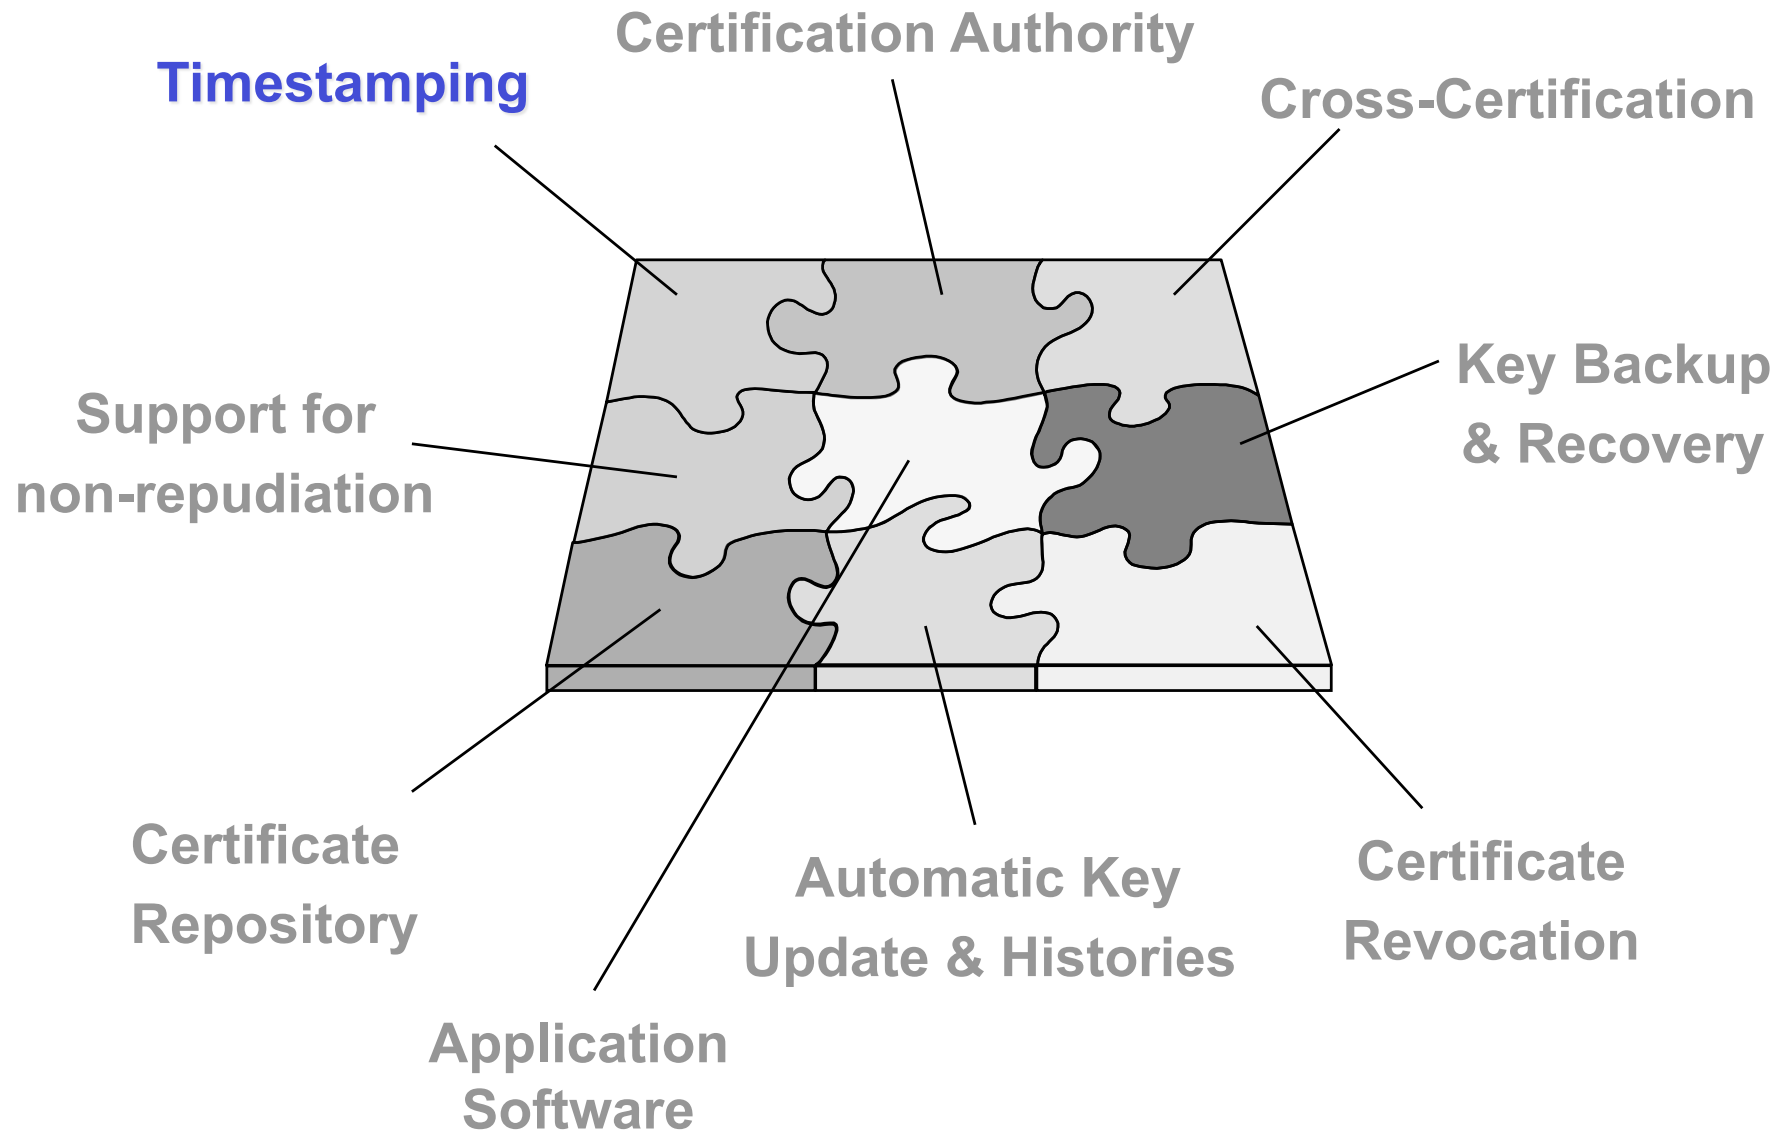 Certification Authority
Timestamping
Cross-Certification
Key Backup
& Recovery
Support for
non-repudiation
Certificate
Repository
Automatic Key
Update & Histories
Certificate
Revocation
Application
Software